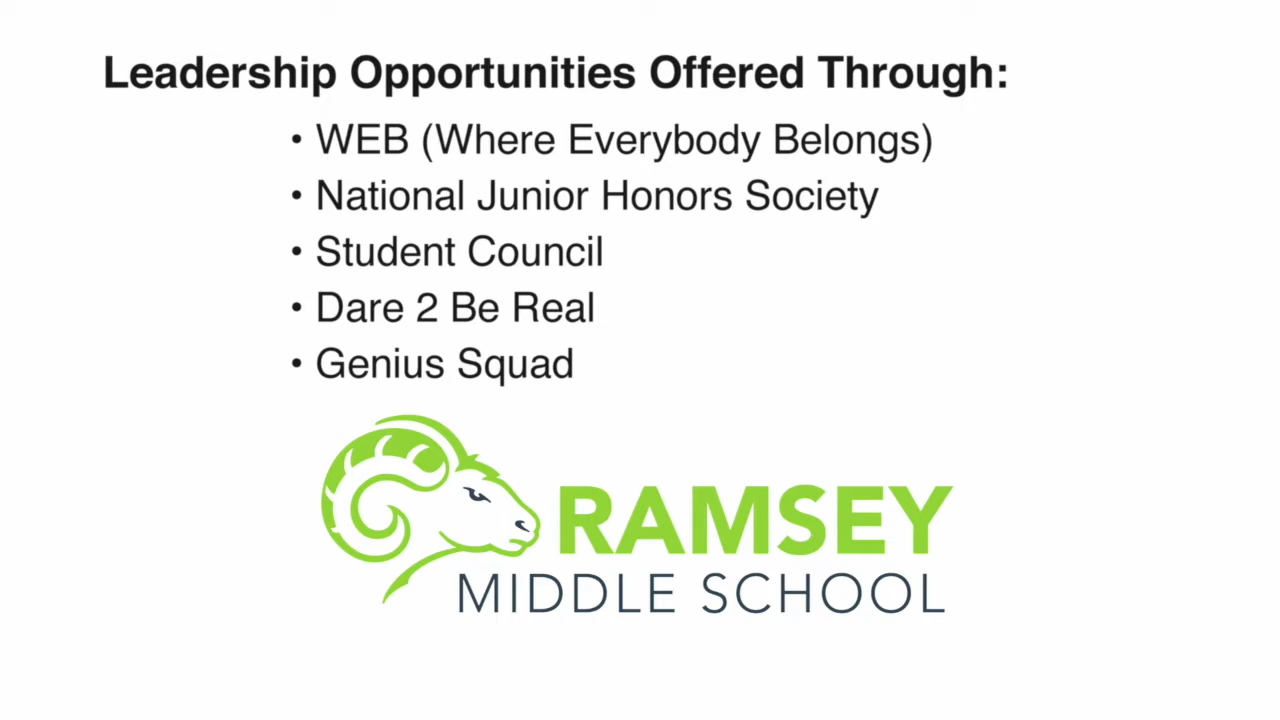 Leadership Opportunities Offered Through:
• WEB (Where Everybody Belongs)
• National Junior Honors Society
• Student Council
• Dare 2 Be Real
• Genius Squad
RAMSEY
MIDDLE SCHOOL